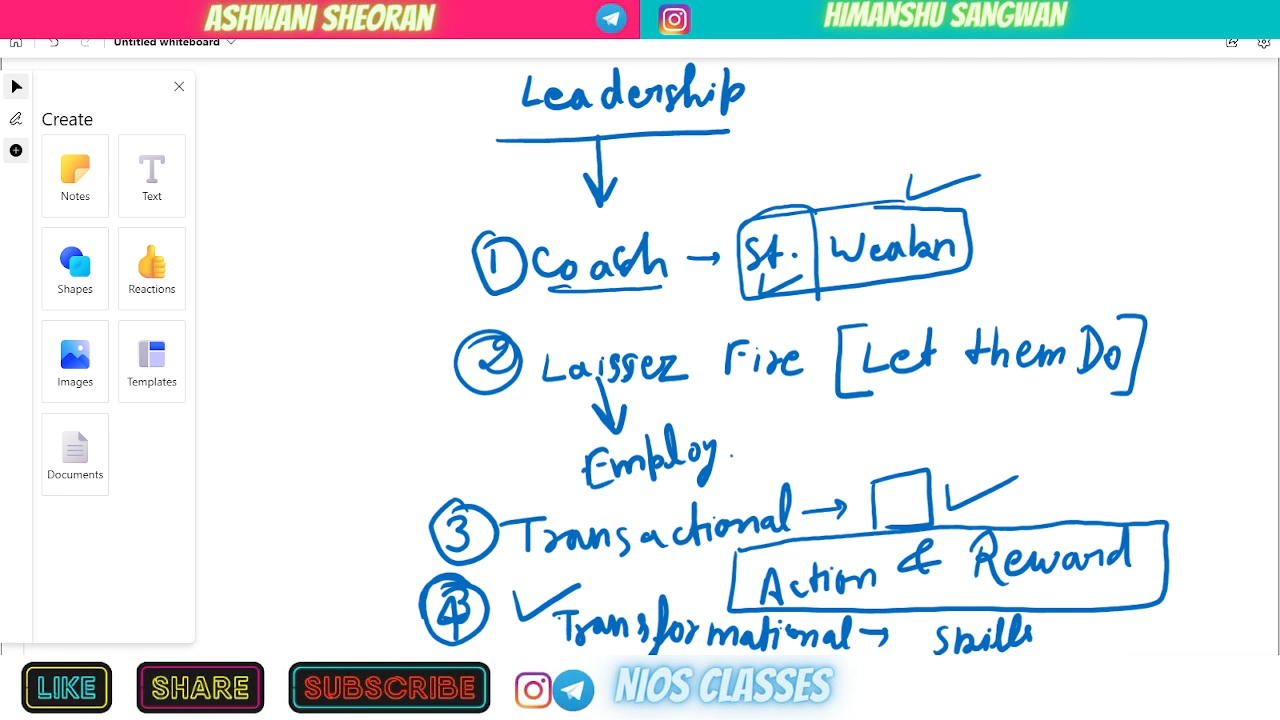 ASHWANI SHEORAN
HIMANSHU SANGWAN
Untitled whiteboard
Create
Notes
Text
Shapes
Reactions
Images
Templates
Documents
Leadership
1 Coach → St. Weakn
2 Laissez Fire [Let them Do]
Employ.
3 Transactional →
Action & Reward
4 Transformational → skills
LIKE
SHARE
SUBSCRIBE
NIOS CLASSES